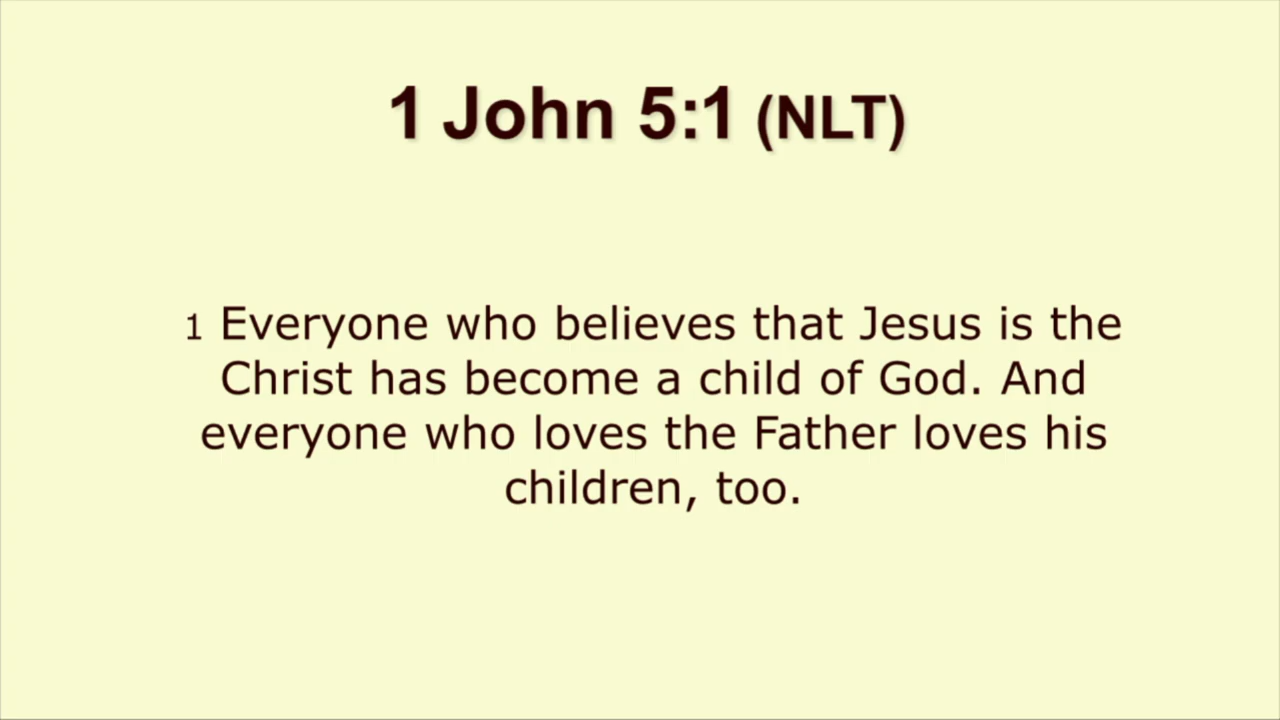 1 John 5:1 (NLT)
1 Everyone who believes that Jesus is the
Christ has become a child of God. And
everyone who loves the Father loves his
children, too.